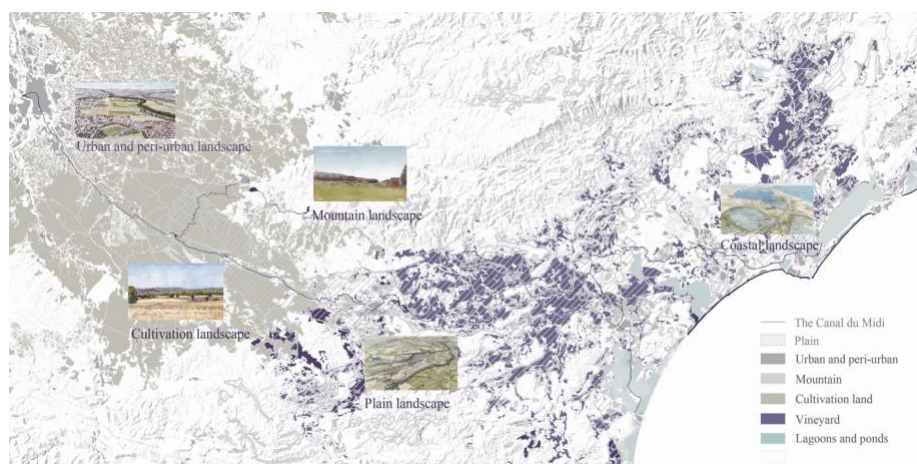 Urban and peri-urban landscape
Mountain landscape
Coastal landscape
Cultivation landscape
Plain landscape
The Canal du Midi
Plain
Urban and peri-urban
Mountain
Cultivation land
Vineyard
Lagoons and ponds